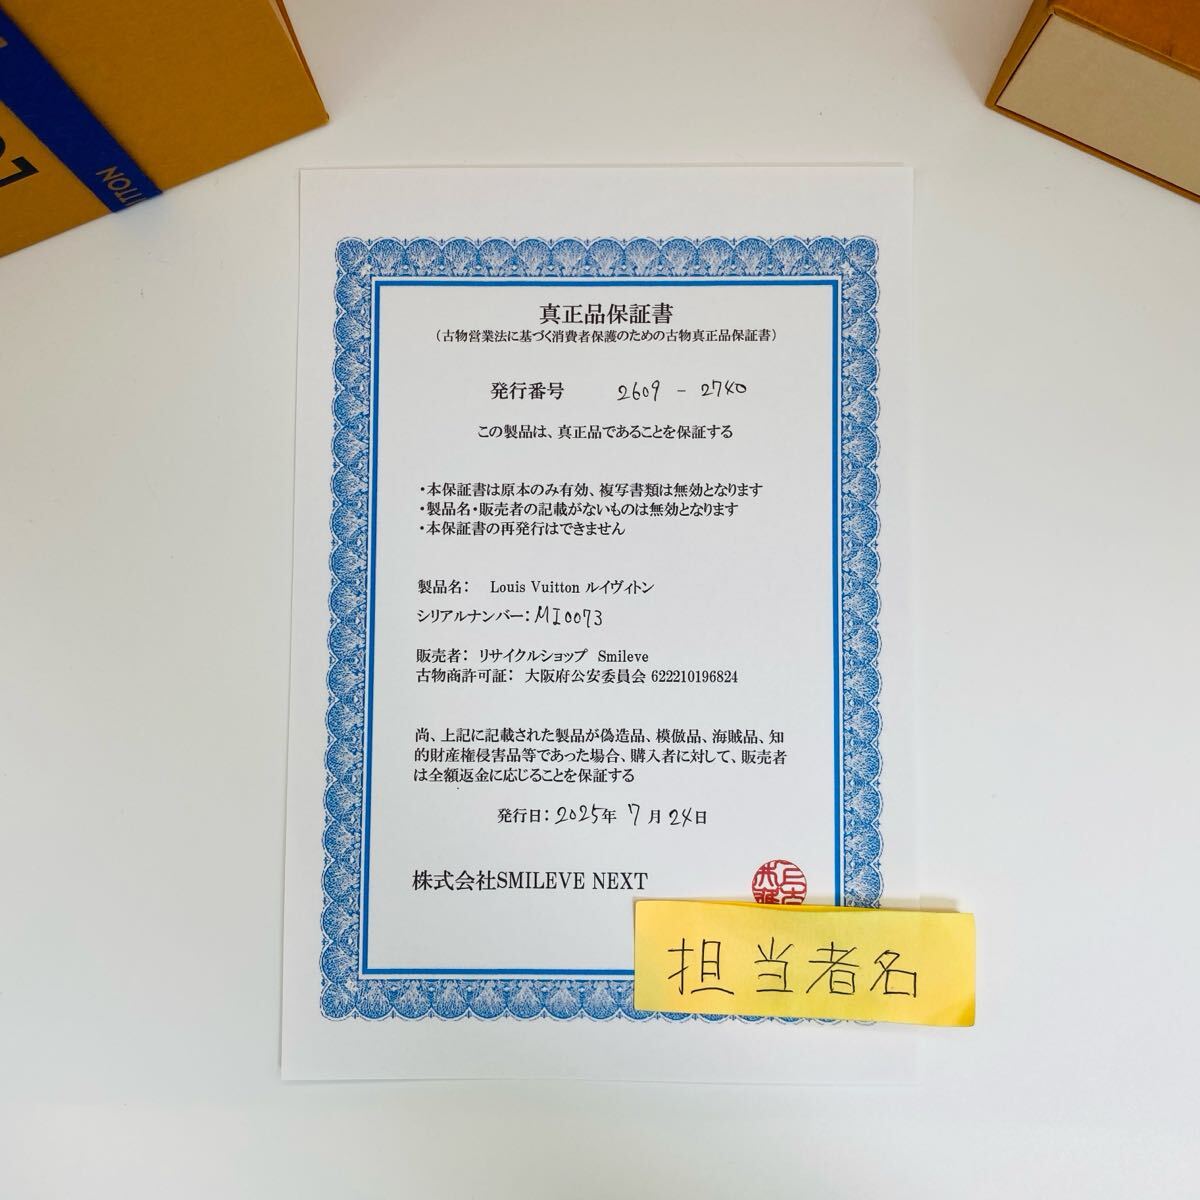 UITTON
真正品保証書
(古物営業法に基づく消費者保護のための古物真正品保証書)
発行番号 2609 - 2740
この製品は、真正品であることを保証する
・本保証書は原本のみ有効、複写書類は無効となります
・製品名・販売者の記載がないものは無効となります
・本保証書の再発行はできません
製品名: Louis Vuitton ルイヴィトン
シリアルナンバー: MI0073
販売者: リサイクルショップ Smileve
古物商許可証: 大阪府公安委員会 622210196824
尚、上記に記載された製品が偽造品、模倣品、海賊品、知
的財産権侵害品等であった場合、購入者に対して、販売者
は全額返金に応じることを保証する
発行日: 2025年 7月 24日
株式会社SMILEVE NEXT
担当者名